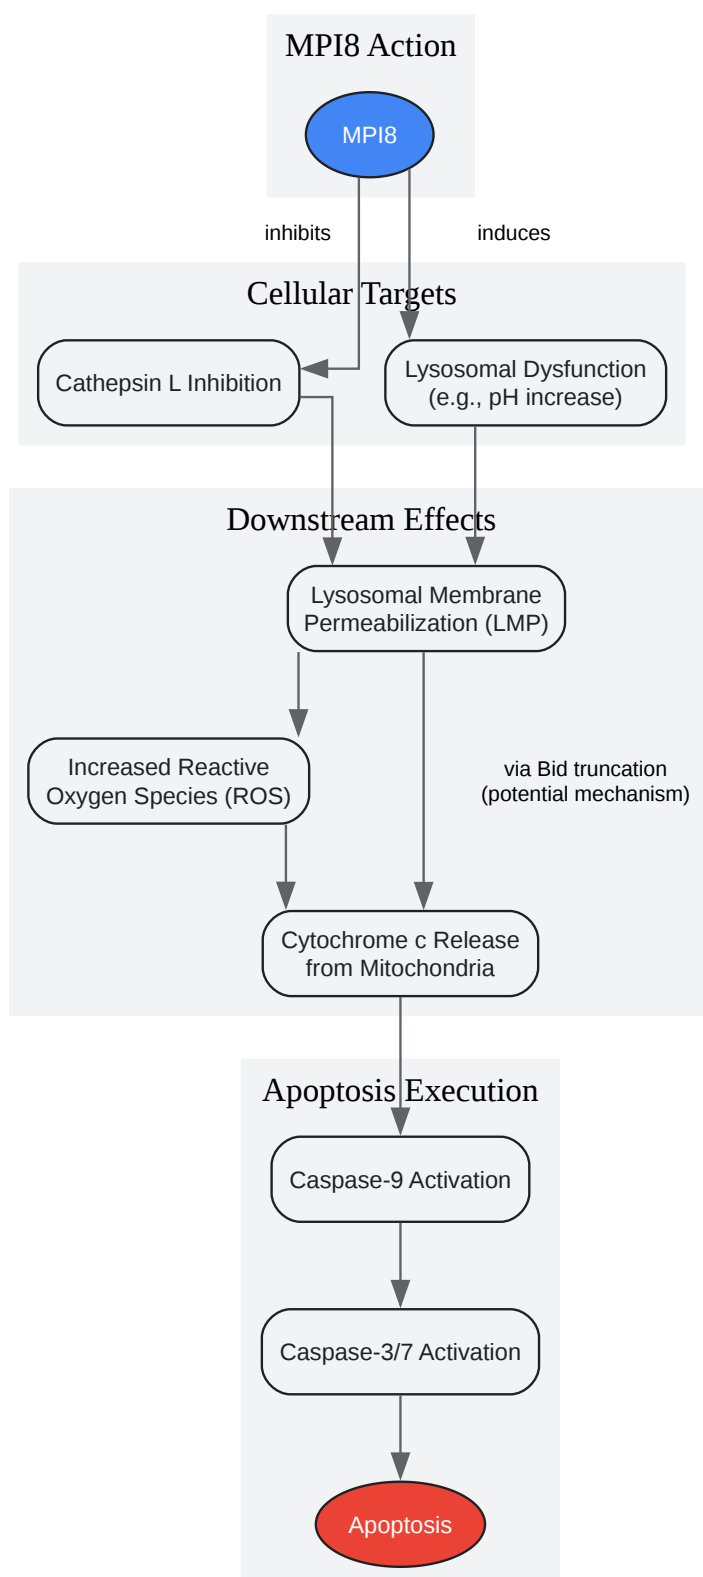 MPI8 Action
MPI8
inhibits
induces
Cellular Targets
Cathepsin L Inhibition
Lysosomal Dysfunction
(e.g., pH increase)
Downstream Effects
Lysosomal Membrane
Permeabilization (LMP)
Increased Reactive
Oxygen Species (ROS)
via Bid truncation
(potential mechanism)
Cytochrome c Release
from Mitochondria
Apoptosis Execution
Caspase-9 Activation
Caspase-3/7 Activation
Apoptosis